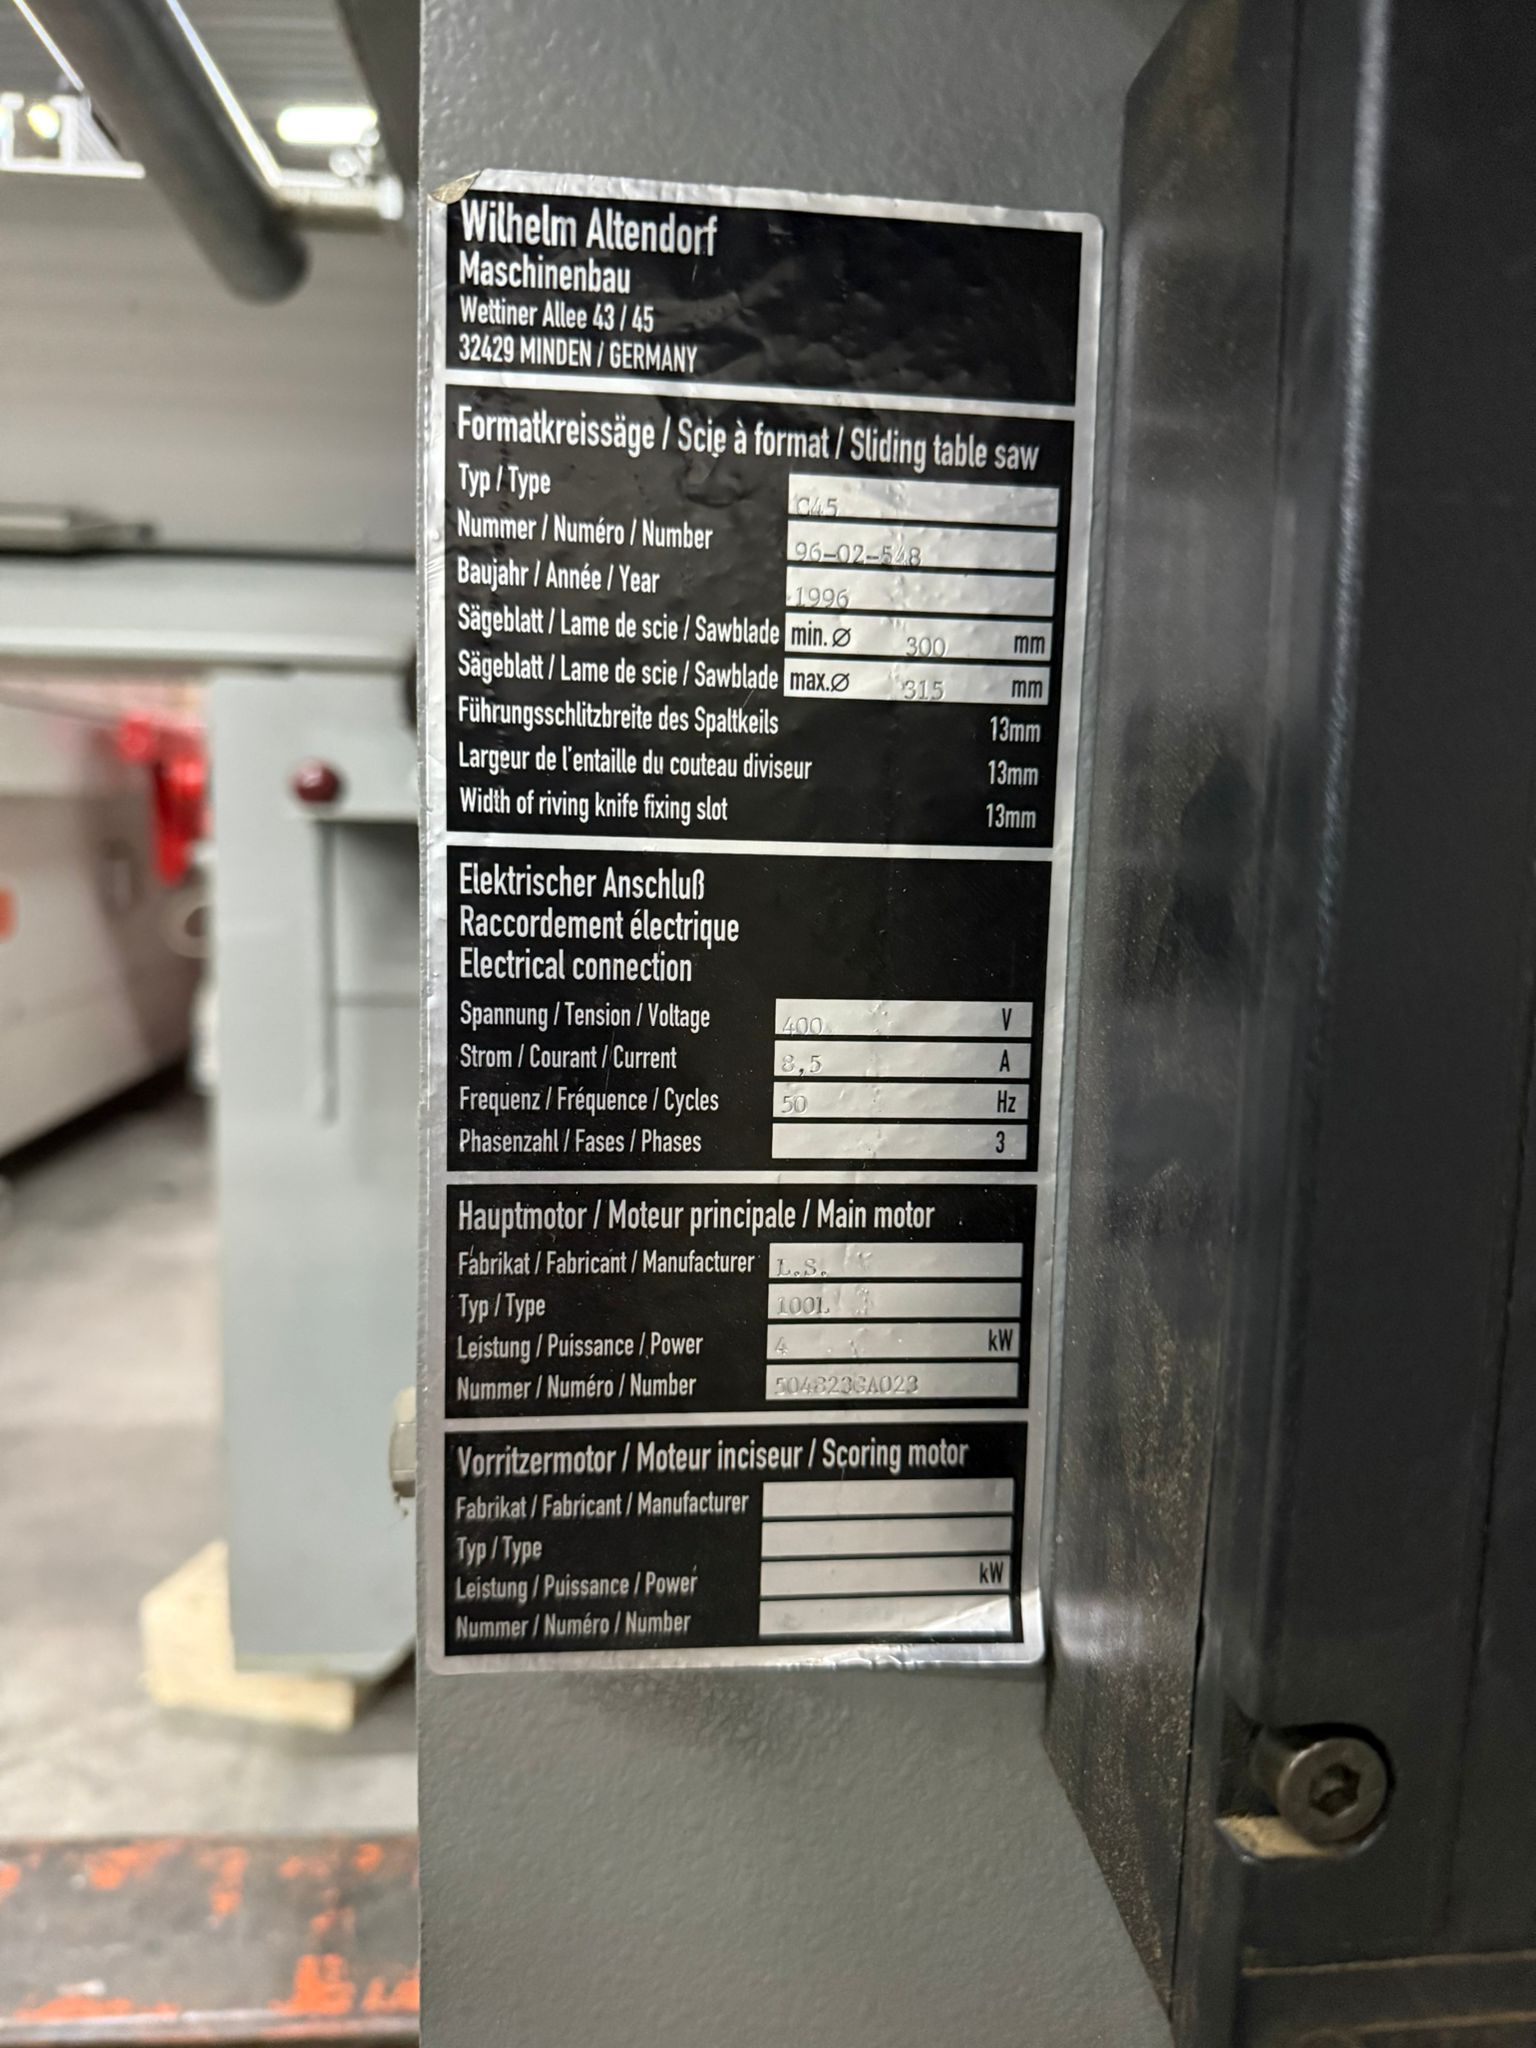 Wilhelm Altendorf
Maschinenbau
Wettiner Allee 43 / 45
32429 MINDEN / GERMANY
Formatkreissäge / Scie à format / Sliding table saw
Typ / Type C45
Nummer / Numéro / Number 96-02-548
Baujahr / Année / Year 1996
Sägeblatt / Lame de scie / Sawblade min. Ø 300 mm
Sägeblatt / Lame de scie / Sawblade max.Ø 315 mm
Führungsschlitzbreite des Spaltkeils 13mm
Largeur de l'entaille du couteau diviseur 13mm
Width of riving knife fixing slot 13mm
Elektrischer Anschluß
Raccordement électrique
Electrical connection
Spannung / Tension / Voltage 400 V
Strom / Courant / Current 8,5 A
Frequenz / Fréquence / Cycles 50 Hz
Phasenzahl / Fases / Phases 3
Hauptmotor / Moteur principale / Main motor
Fabrikat / Fabricant / Manufacturer L.S.
Typ / Type 100L
Leistung / Puissance / Power 4 kW
Nummer / Numéro / Number 504823GA023
Vorritzermotor / Moteur inciseur / Scoring motor
Fabrikat / Fabricant / Manufacturer
Typ / Type
Leistung / Puissance / Power kW
Nummer / Numéro / Number